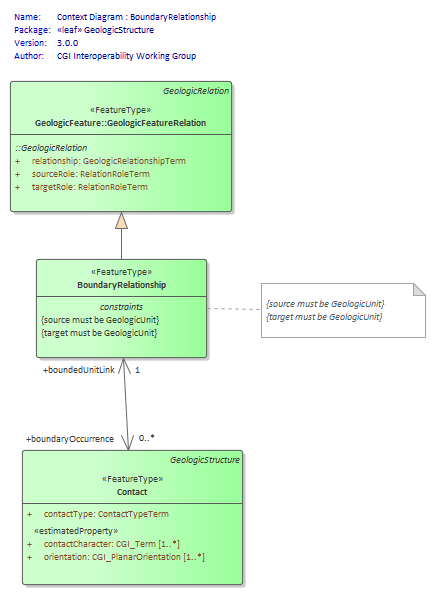 Name: Context Diagram : BoundaryRelationship
Package: «leaf» GeologicStructure
Version: 3.0.0
Author: CGI Interoperability Working Group
GeologicRelation
«FeatureType»
GeologicFeature::GeologicFeatureRelation
::GeologicRelation
+ relationship: GeologicRelationshipTerm
+ sourceRole: RelationRoleTerm
+ targetRole: RelationRoleTerm
«FeatureType»
BoundaryRelationship
constraints
{source must be GeologicUnit}
{target must be GeologicUnit}
{source must be GeologicUnit}
{target must be GeologicUnit}
+boundedUnitLink 1
+boundaryOccurrence 0..*
GeologicStructure
«FeatureType»
Contact
+ contactType: ContactTypeTerm
«estimatedProperty»
+ contactCharacter: CGI_Term [1..*]
+ orientation: CGI_PlanarOrientation [1..*]